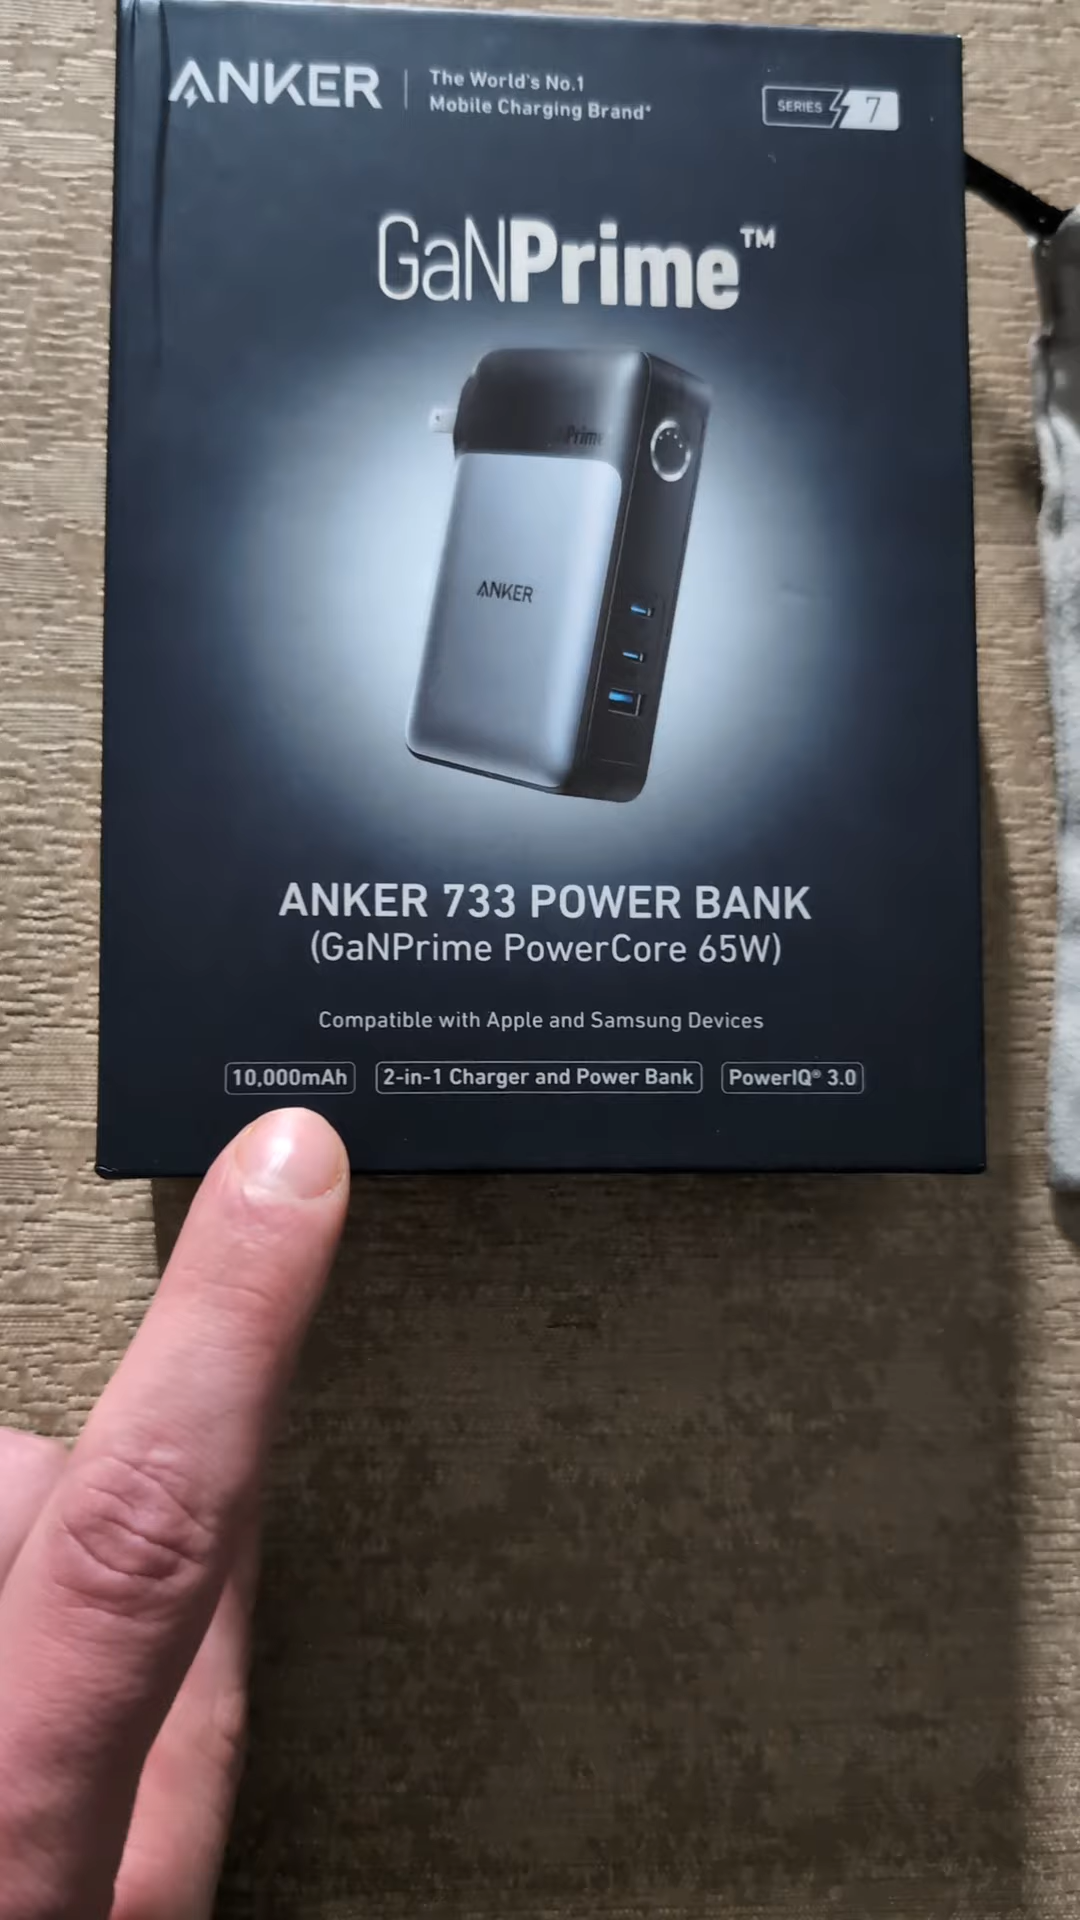 ANKER
The World's No.1
Mobile Charging Brand*
SERIES 7
GaNPrime™
Prime
ANKER
ANKER 733 POWER BANK
(GaNPrime PowerCore 65W)
Compatible with Apple and Samsung Devices
10,000mAh
2-in-1 Charger and Power Bank
PowerIQ® 3.0